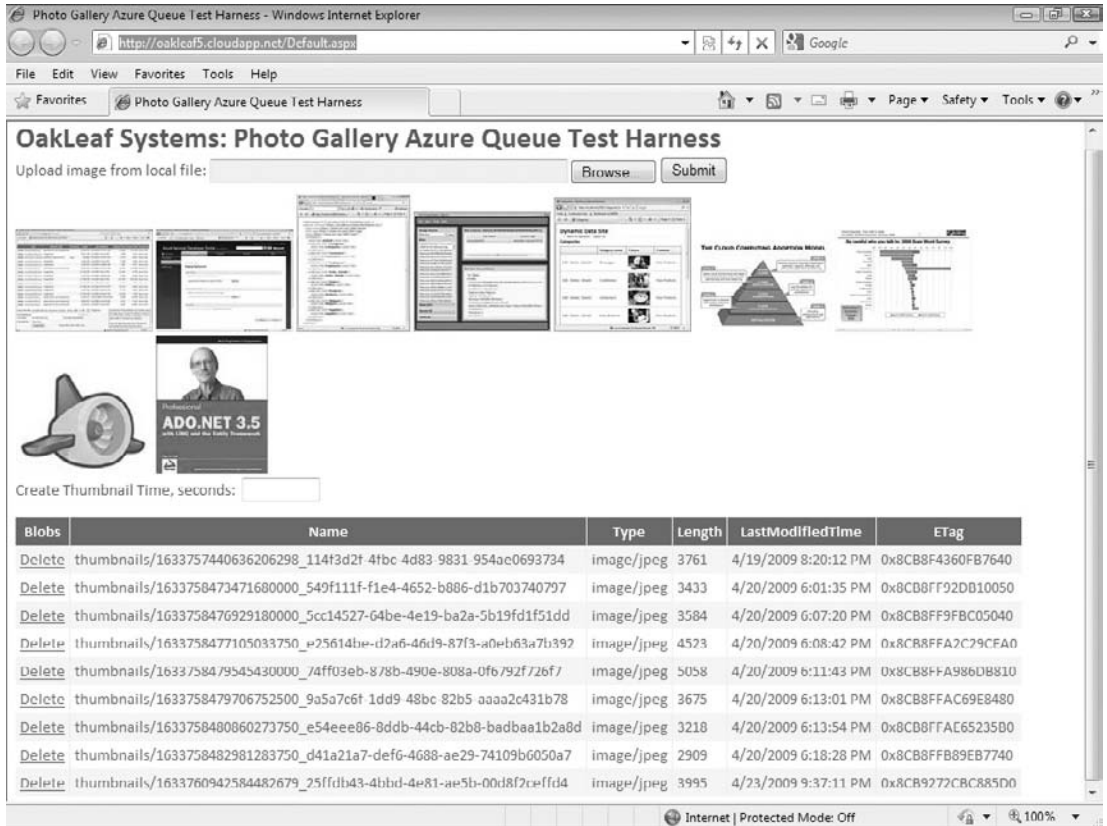 Photo Gallery Azure Queue Test Harness - Windows Internet Explorer
http://oakleaf5.cloudapp.net/Default.aspx
Google
File Edit View Favorites Tools Help
Favorites Photo Gallery Azure Queue Test Harness Page Safety Tools
OakLeaf Systems: Photo Gallery Azure Queue Test Harness
Upload image from local file: Browse... Submit
Dynamic Data Site
THE CLOUD COMPUTING ADOPTION MODEL
Professional
ADO.NET 3.5
with LINQ and the Entity Framework
Create Thumbnail Time, seconds:
Blobs Name Type Length LastModifiedTime ETag
Delete thumbnails/1633757440636206298_114f3d2f-4fbc-4d83-9831-954ae0693734 image/jpeg 3761 4/19/2009 8:20:12 PM 0x8CB8F4360FB7640
Delete thumbnails/1633758473471680000_549f111f-f1e4-4652-b886-d1b703740797 image/jpeg 3433 4/20/2009 6:01:35 PM 0x8CB8FF92DB10050
Delete thumbnails/1633758476929180000_5cc14527-64be-4e19-ba2a-5b19fd1f51dd image/jpeg 3584 4/20/2009 6:07:20 PM 0x8CB8FF9FBC05040
Delete thumbnails/1633758477105033750_e25614be-d2a6-46d9-87f3-a0eb63a7b392 image/jpeg 4523 4/20/2009 6:08:42 PM 0x8CB8FFA2C29CEA0
Delete thumbnails/1633758479545430000_74ff03eb-878b-490e-808a-0f6792f726f7 image/jpeg 5058 4/20/2009 6:11:43 PM 0x8CB8FFA986DB810
Delete thumbnails/1633758479706752500_9a5a7c6f-1dd9-48bc-82b5-aaaa2c431b78 image/jpeg 3675 4/20/2009 6:13:01 PM 0x8CB8FFAC69E8480
Delete thumbnails/1633758480860273750_e54eee86-8ddb-44cb-82b8-badbaa1b2a8d image/jpeg 3218 4/20/2009 6:13:54 PM 0x8CB8FFAE65235B0
Delete thumbnails/1633758482981283750_d41a21a7-def6-4688-ae29-74109b6050a7 image/jpeg 2909 4/20/2009 6:18:28 PM 0x8CB8FFB89EB7740
Delete thumbnails/1633760942584482679_25ffdb43-4bbd-4e81-ae5b-00d8f2ceffd4 image/jpeg 3995 4/23/2009 9:37:11 PM 0x8CB9272CBC885D0
Internet | Protected Mode: Off 100%